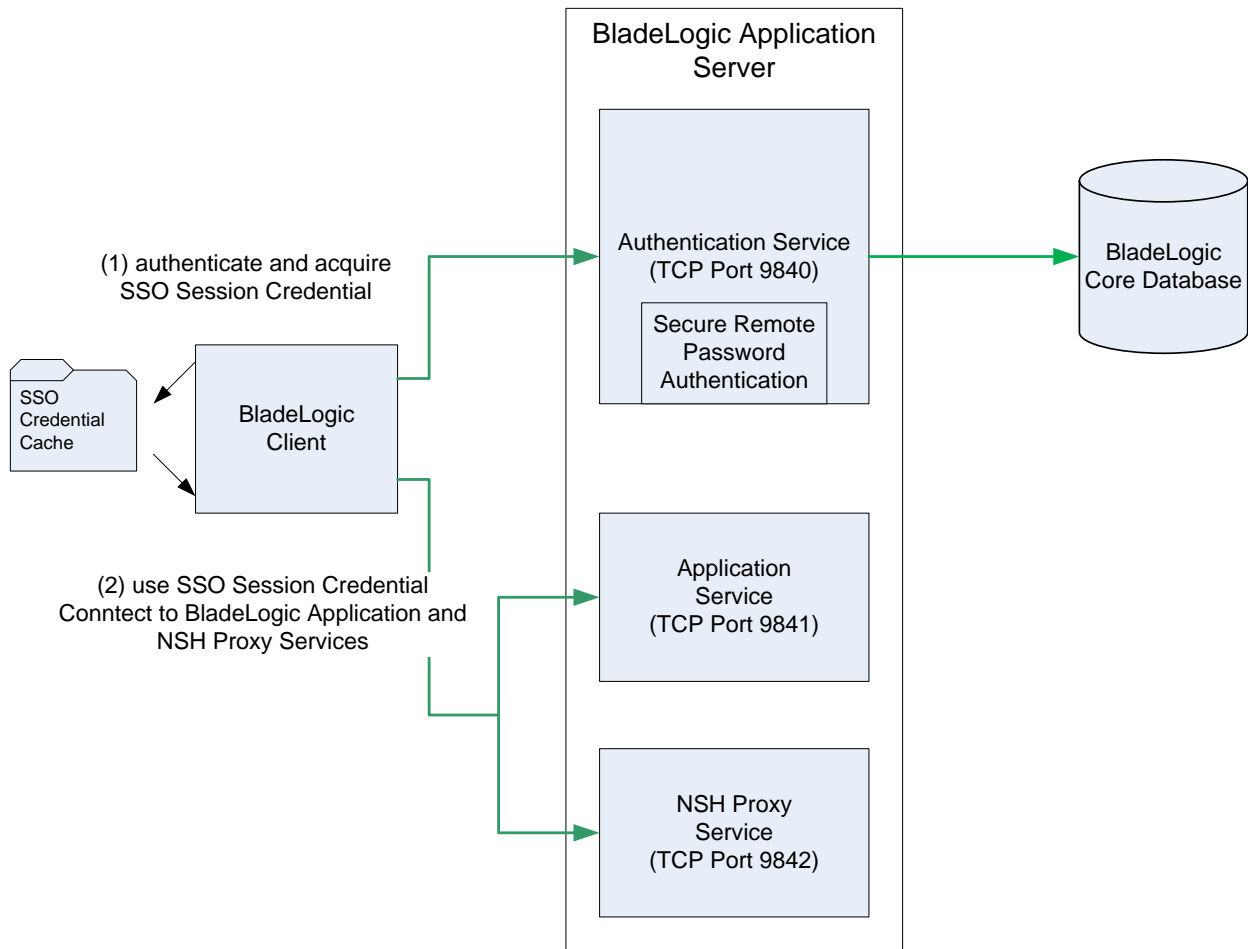 BladeLogic Application
Server
Authentication Service
(TCP Port 9840)
Secure Remote
Password
Authentication
BladeLogic
Core Database
(1) authenticate and acquire
SSO Session Credential
SSO
Credential
Cache
BladeLogic
Client
(2) use SSO Session Credential
Conntect to BladeLogic Application and
NSH Proxy Services
Application
Service
(TCP Port 9841)
NSH Proxy
Service
(TCP Port 9842)